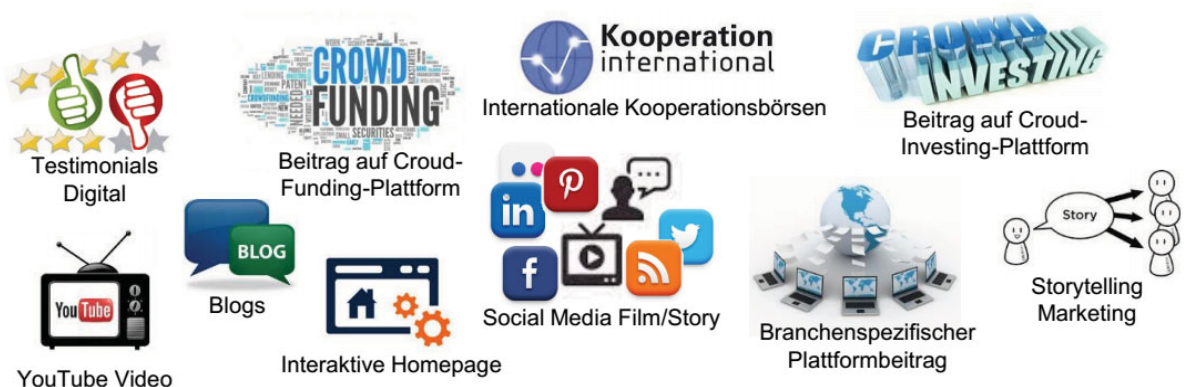 Testimonials
Digital
CROWD
FUNDING
Beitrag auf Croud-
Funding-Plattform
Kooperation
international
Internationale Kooperationsbörsen
CROWD
INVESTING
Beitrag auf Croud-
Investing-Plattform
YouTube
YouTube Video
BLOG
Blogs
Interaktive Homepage
in
f
Social Media Film/Story
Branchenspezifischer
Plattformbeitrag
Story
Storytelling
Marketing